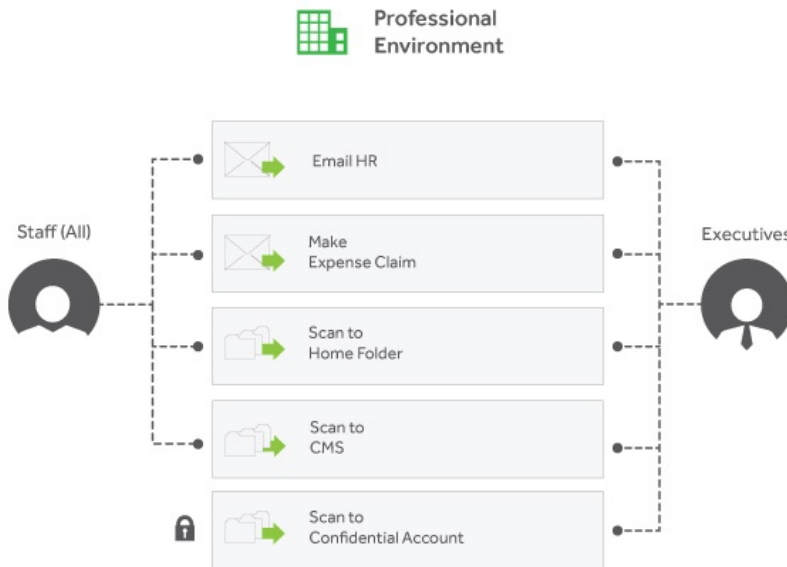 Professional
Environment
Email HR
Staff (All)
Make
Expense Claim
Executives
Scan to
Home Folder
Scan to
CMS
Scan to
Confidential Account